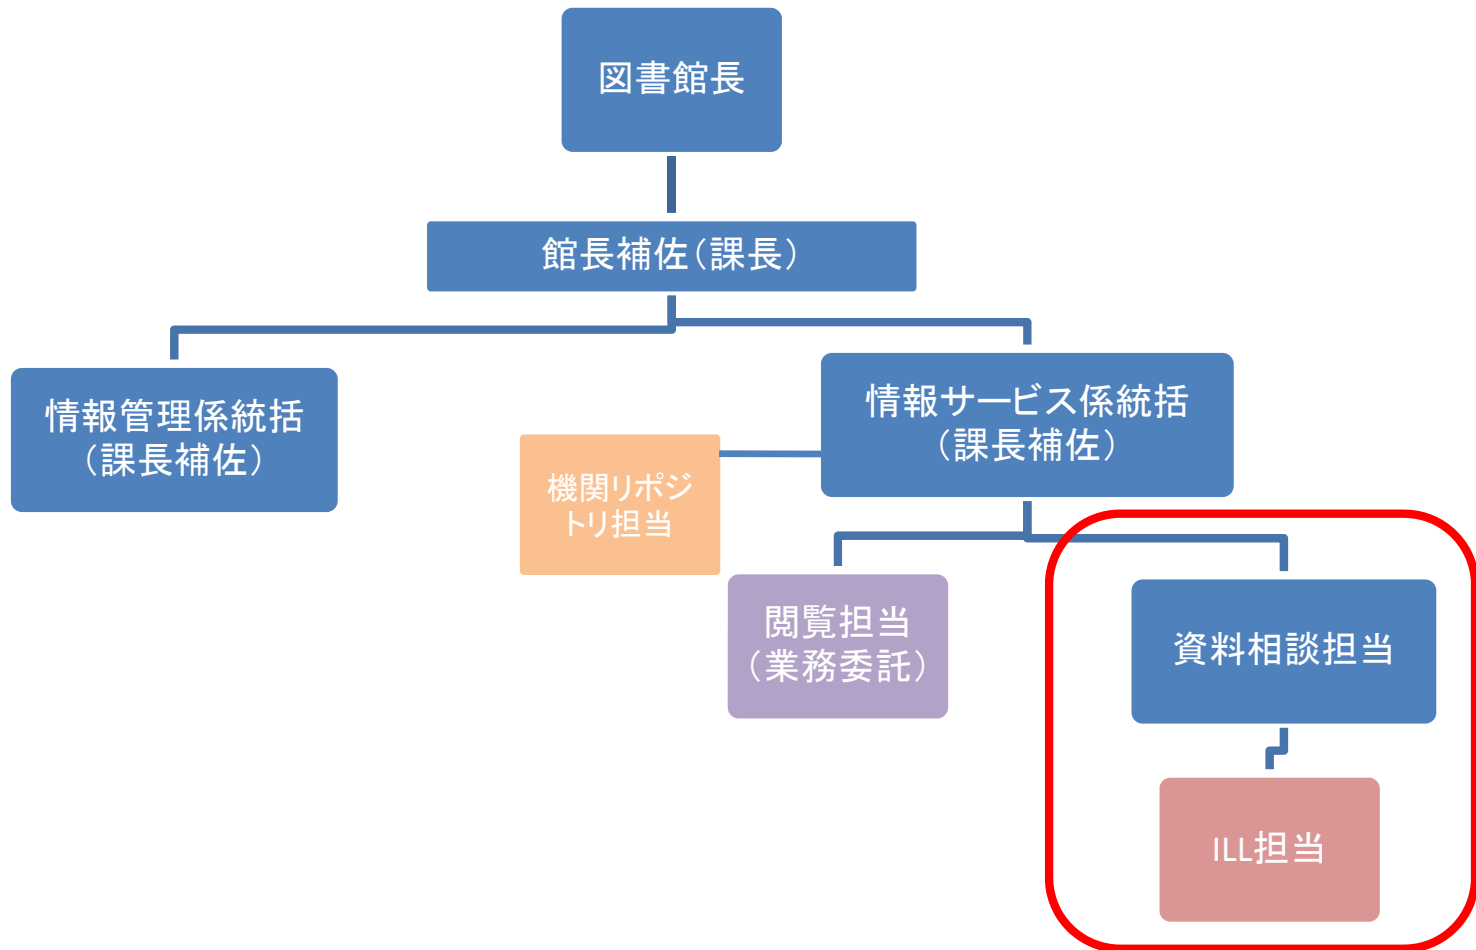 図書館長
館長補佐（課長）
情報管理係統括
（課長補佐）
情報サービス係統括
（課長補佐）
機関リポジ
トリ担当
閲覧担当
（業務委託）
資料相談担当
ILL担当